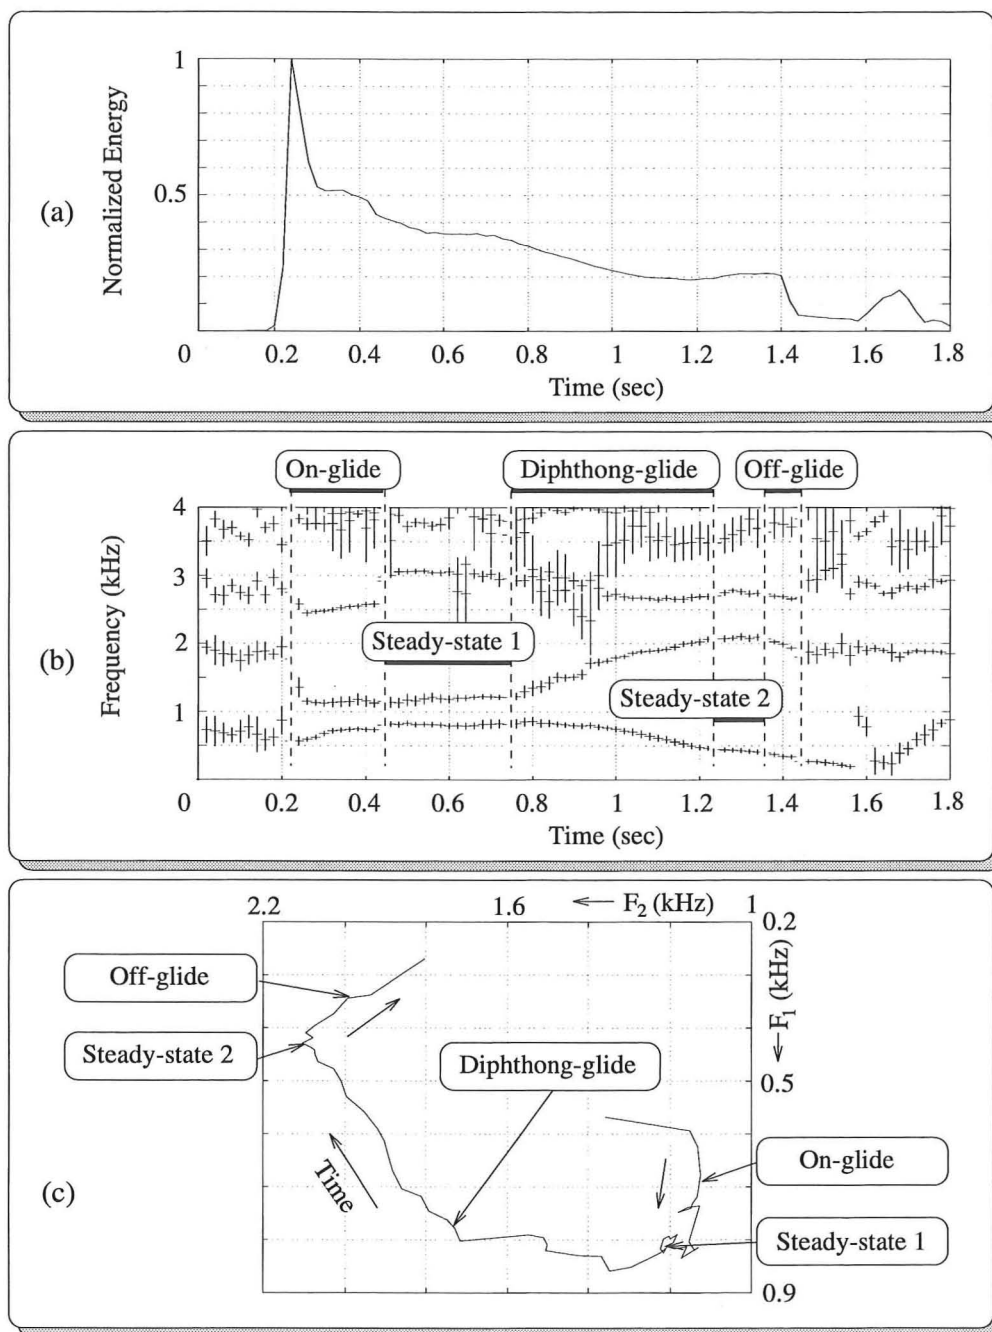 (a)
Normalized Energy
1
0.5
0 0.2 0.4 0.6 0.8 1 1.2 1.4 1.6 1.8
Time (sec)
(b)
On-glide Diphthong-glide Off-glide
Frequency (kHz)
4
3
2
1
Steady-state 1
Steady-state 2
0 0.2 0.4 0.6 0.8 1 1.2 1.4 1.6 1.8
Time (sec)
(c)
2.2 1.6 ← F₂ (kHz) 1
0.2
← F₁ (kHz)
0.5
0.9
Off-glide
Steady-state 2
Diphthong-glide
Time
On-glide
Steady-state 1